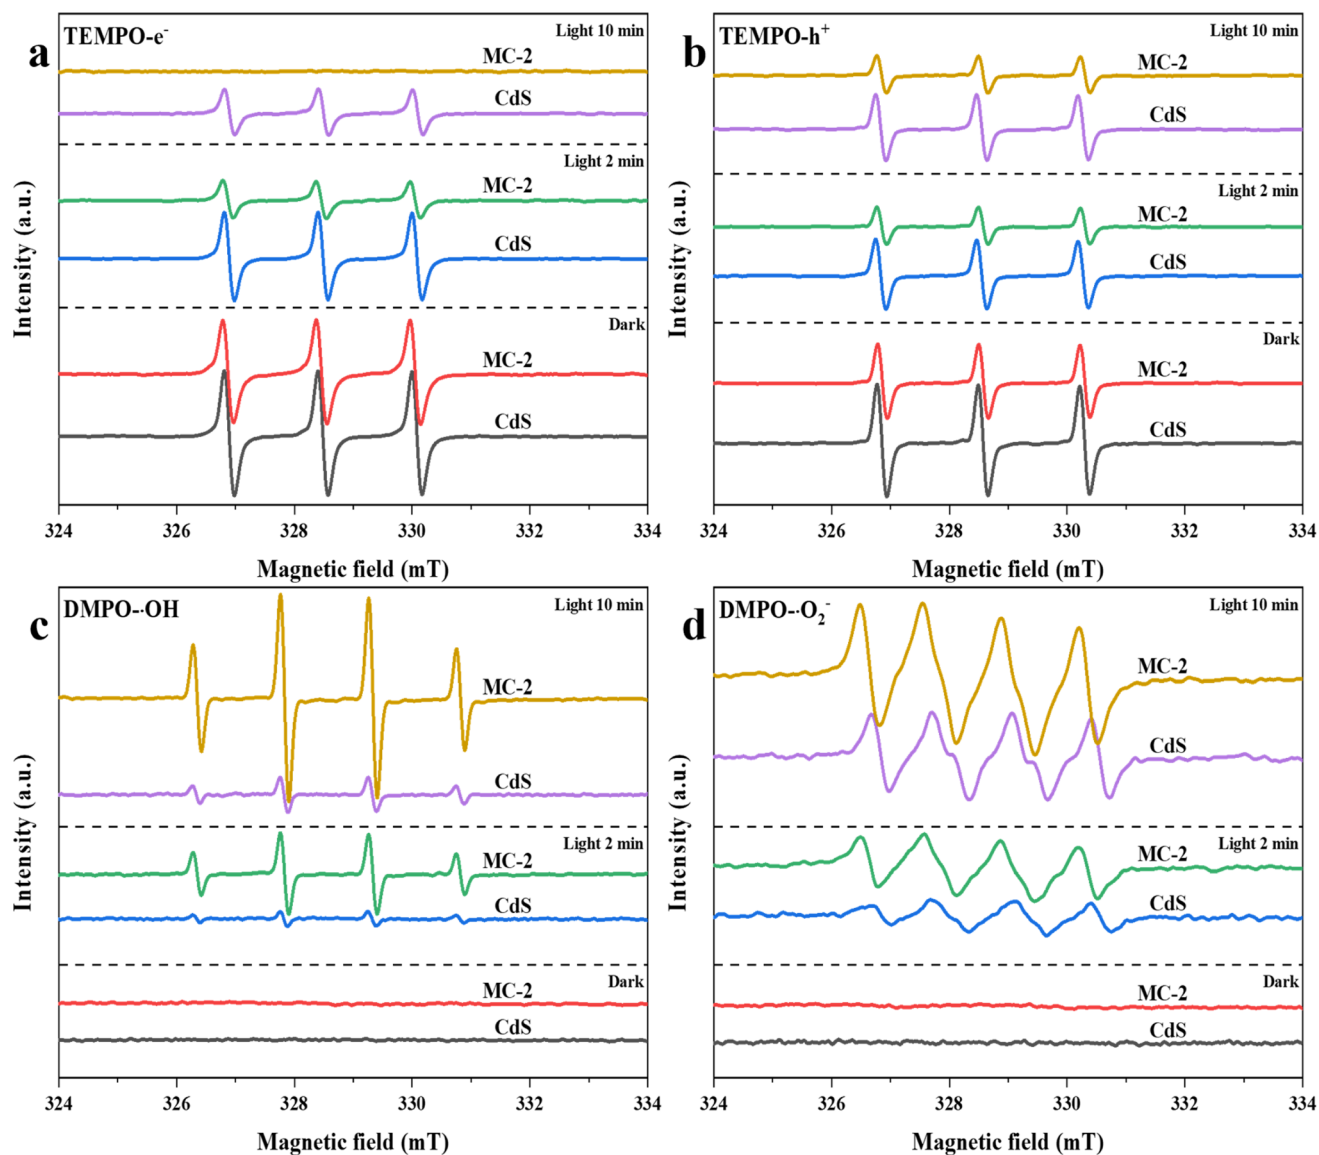 a
TEMPO-e⁻
Light 10 min
MC-2
CdS
Light 2 min
MC-2
CdS
Dark
MC-2
CdS
Intensity (a.u.)
324 326 328 330 332 334
Magnetic field (mT)
b
TEMPO-h⁺
Light 10 min
MC-2
CdS
Light 2 min
MC-2
CdS
Dark
MC-2
CdS
Intensity (a.u.)
324 326 328 330 332 334
Magnetic field (mT)
c
DMPO-·OH
Light 10 min
MC-2
CdS
Light 2 min
MC-2
CdS
Dark
MC-2
CdS
Intensity (a.u.)
324 326 328 330 332 334
Magnetic field (mT)
d
DMPO-·O₂⁻
Light 10 min
MC-2
CdS
Light 2 min
MC-2
CdS
Dark
MC-2
CdS
Intensity (a.u.)
324 326 328 330 332 334
Magnetic field (mT)